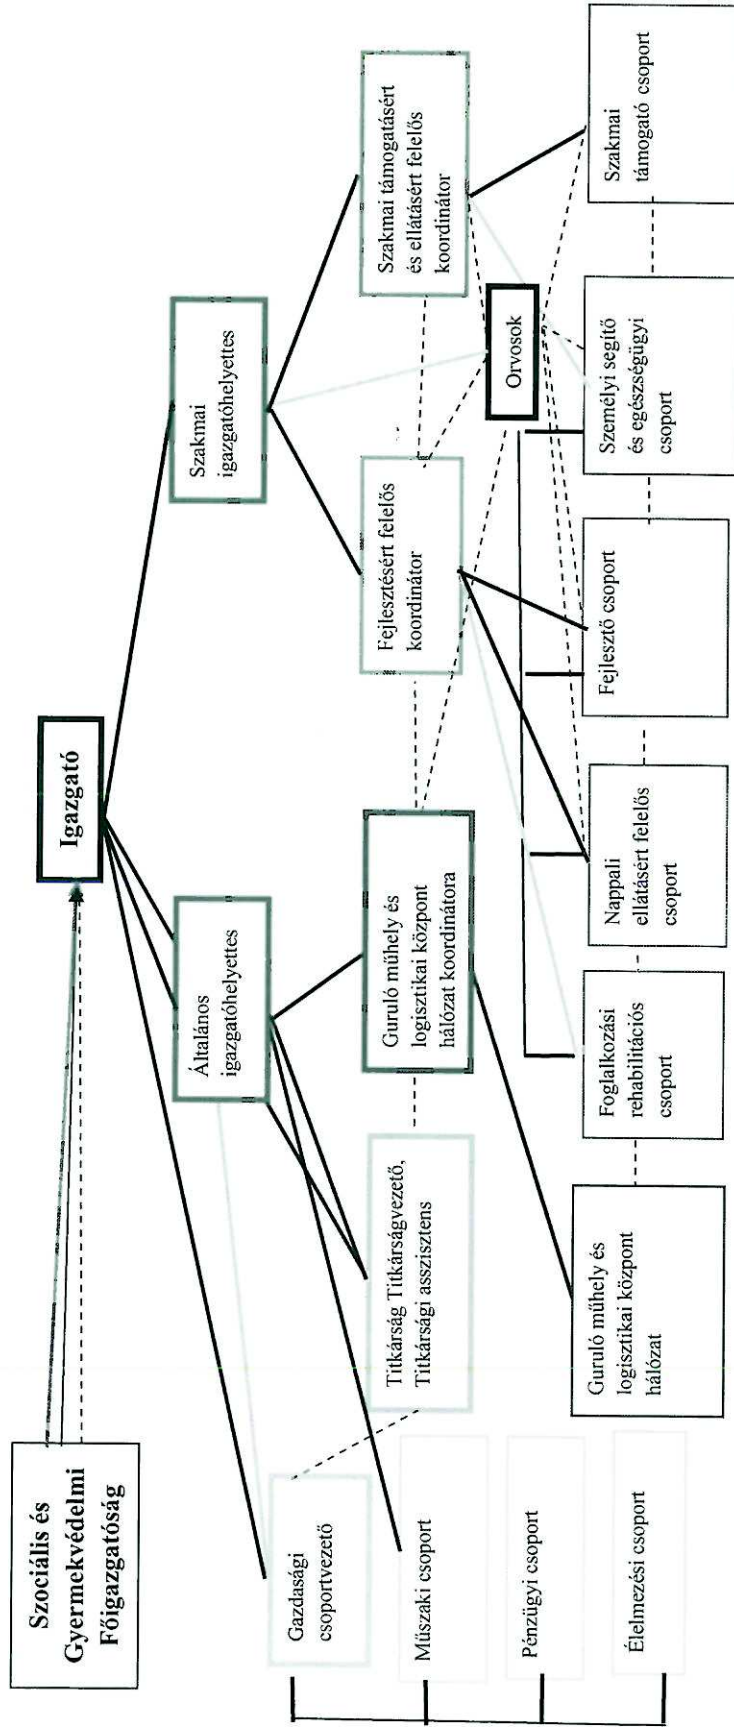 Szociális és
Gyermekvédelmi
Főigazgatóság
Igazgató
Általános
igazgatóhelyettes
Szakmai
igazgatóhelyettes
Gazdasági
csoportvezető
Titkárság Titkárságvezető,
Titkársági asszisztens
Guruló műhely és
logisztikai központ
hálózat koordinátora
Fejlesztésért felelős
koordinátor
Szakmai támogatásért
és ellátásért felelős
koordinátor
Műszaki csoport
Pénzügyi csoport
Élelmezési csoport
Orvosok
Guruló műhely és
logisztikai központ
hálózat
Foglalkozási
rehabilitációs
csoport
Nappali
ellátásért felelős
csoport
Fejlesztő csoport
Személyi segítő
és egészségügyi
csoport
Szakmai
támogató csoport